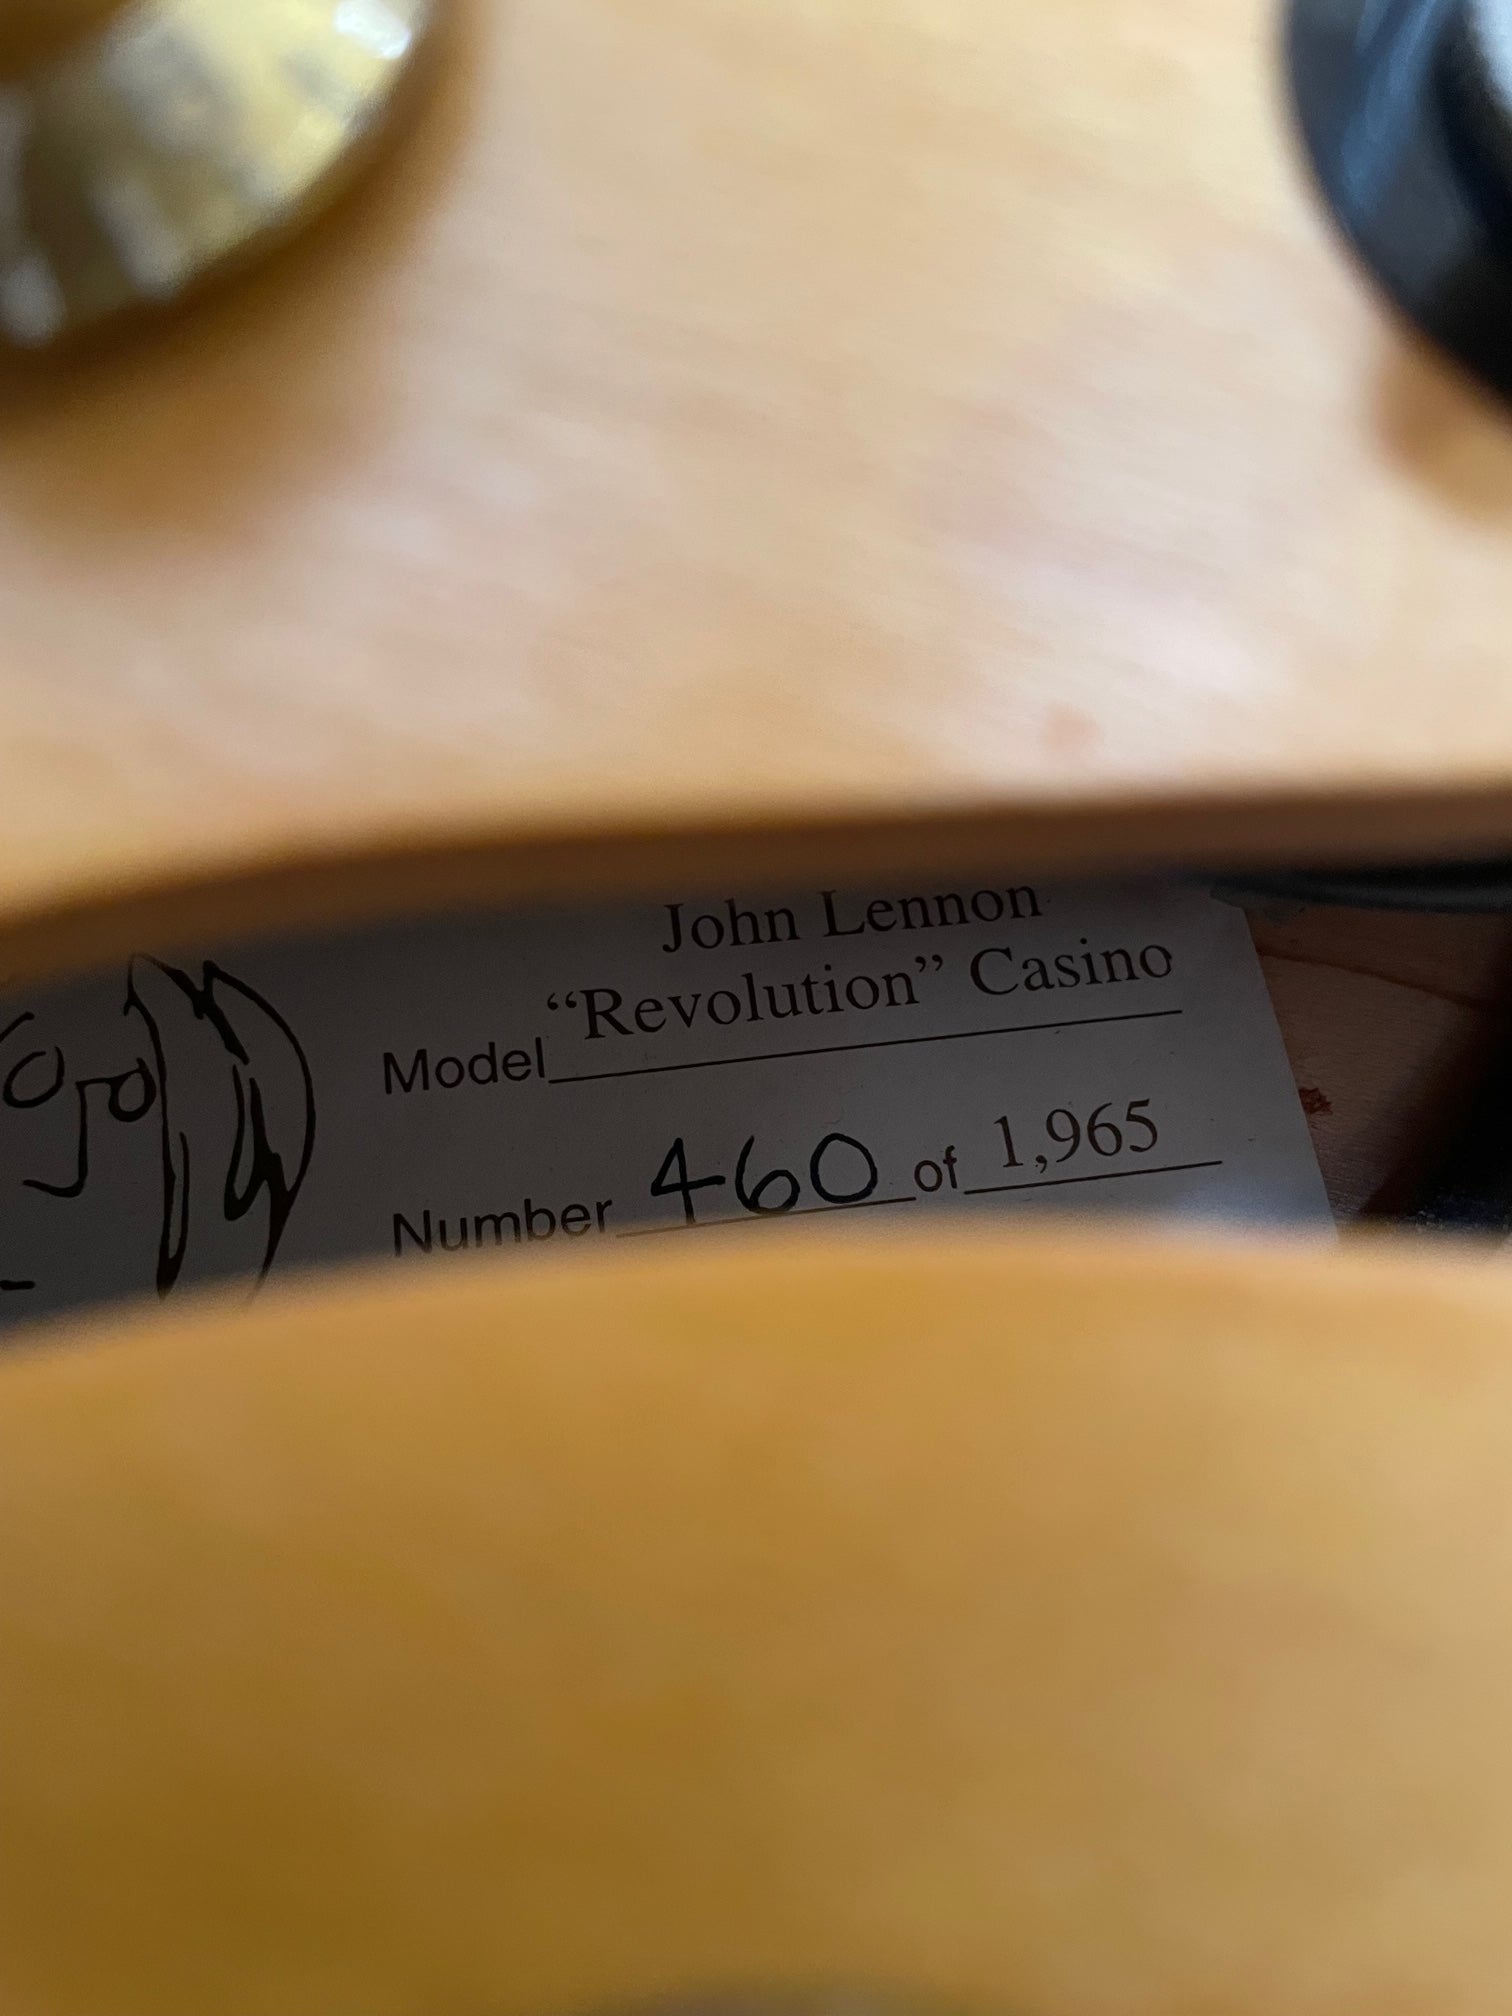 John Lennon
Model "Revolution" Casino
Number 460 of 1,965